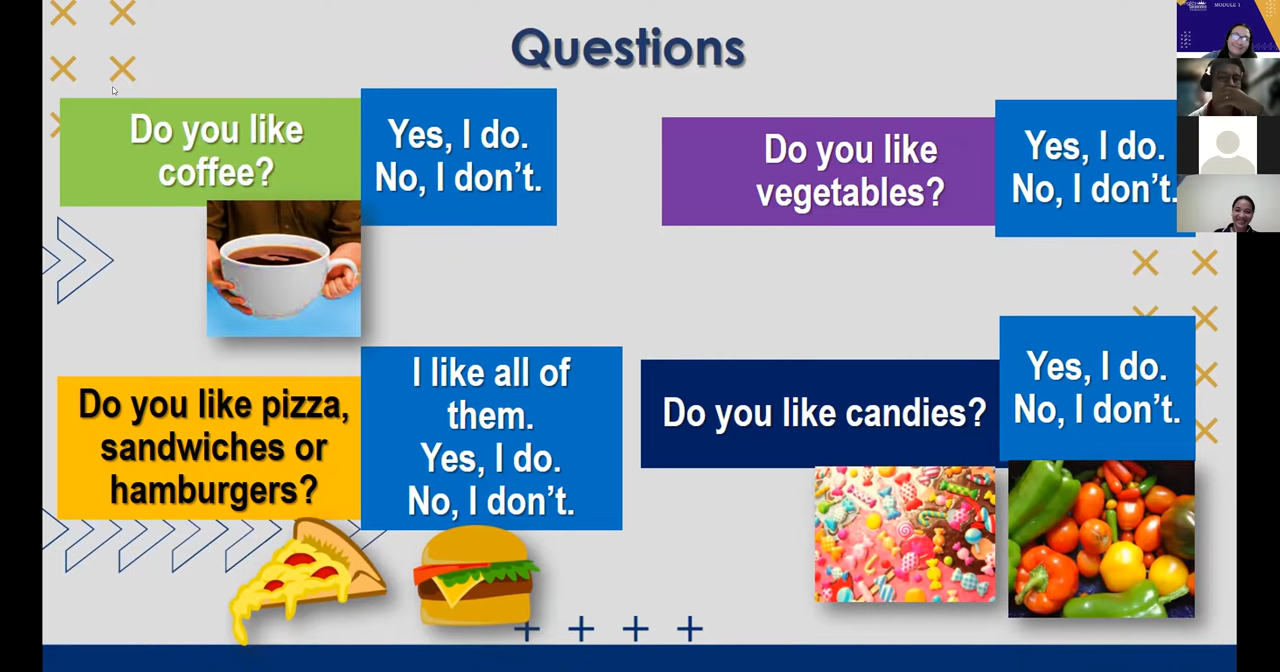 Questions
Do you like
coffee?
Yes, I do.
No, I don't.
Do you like
vegetables?
Yes, I do.
No, I don't.
Do you like pizza,
sandwiches or
hamburgers?
I like all of
them.
Yes, I do.
No, I don't.
Do you like candies?
Yes, I do.
No, I don't.
MODULE 1